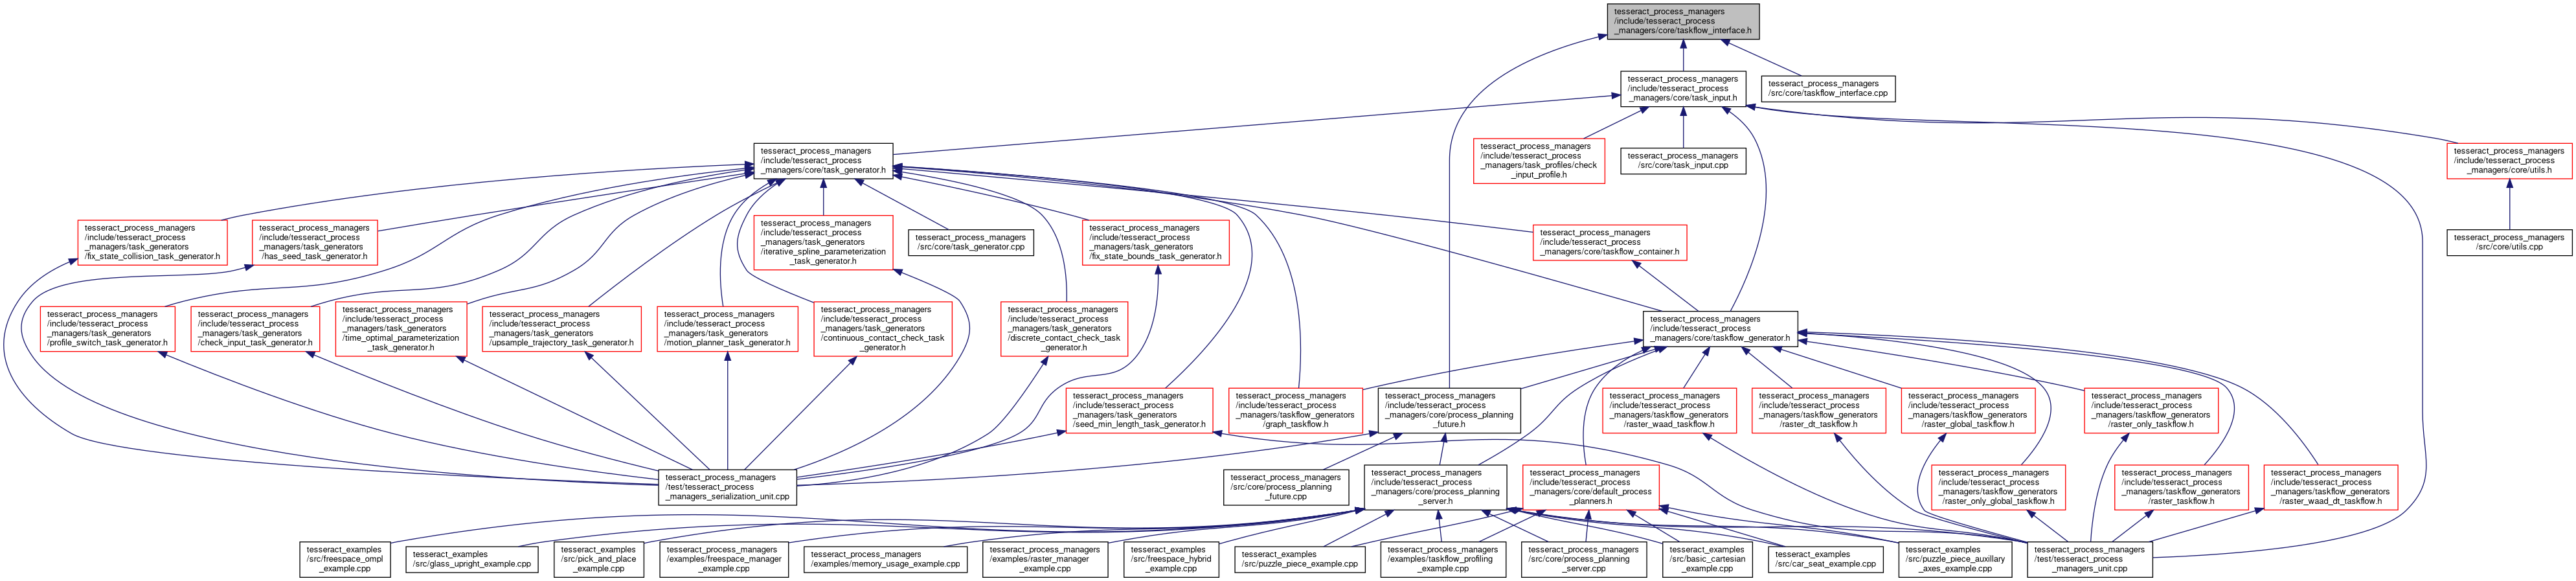 tesseract_process_managers
/include/tesseract_process
_managers/core/taskflow_interface.h
tesseract_process_managers
/include/tesseract_process
_managers/core/task_input.h
tesseract_process_managers
/src/core/taskflow_interface.cpp
tesseract_process_managers
/include/tesseract_process
_managers/core/task_generator.h
tesseract_process_managers
/include/tesseract_process
_managers/task_profiles/check
_input_profile.h
tesseract_process_managers
/src/core/task_input.cpp
tesseract_process_managers
/include/tesseract_process
_managers/core/utils.h
tesseract_process_managers
/include/tesseract_process
_managers/task_generators
/fix_state_collision_task_generator.h
tesseract_process_managers
/include/tesseract_process
_managers/task_generators
/has_seed_task_generator.h
tesseract_process_managers
/include/tesseract_process
_managers/task_generators
/iterative_spline_parameterization
_task_generator.h
tesseract_process_managers
/src/core/task_generator.cpp
tesseract_process_managers
/include/tesseract_process
_managers/task_generators
/fix_state_bounds_task_generator.h
tesseract_process_managers
/include/tesseract_process
_managers/core/taskflow_container.h
tesseract_process_managers
/src/core/utils.cpp
tesseract_process_managers
/include/tesseract_process
_managers/task_generators
/profile_switch_task_generator.h
tesseract_process_managers
/include/tesseract_process
_managers/task_generators
/check_input_task_generator.h
tesseract_process_managers
/include/tesseract_process
_managers/task_generators
/time_optimal_parameterization
_task_generator.h
tesseract_process_managers
/include/tesseract_process
_managers/task_generators
/upsample_trajectory_task_generator.h
tesseract_process_managers
/include/tesseract_process
_managers/task_generators
/motion_planner_task_generator.h
tesseract_process_managers
/include/tesseract_process
_managers/task_generators
/continuous_contact_check_task
_generator.h
tesseract_process_managers
/include/tesseract_process
_managers/task_generators
/discrete_contact_check_task
_generator.h
tesseract_process_managers
/include/tesseract_process
_managers/core/taskflow_generator.h
tesseract_process_managers
/include/tesseract_process
_managers/task_generators
/seed_min_length_task_generator.h
tesseract_process_managers
/include/tesseract_process
_managers/taskflow_generators
/graph_taskflow.h
tesseract_process_managers
/include/tesseract_process
_managers/core/process_planning
_future.h
tesseract_process_managers
/include/tesseract_process
_managers/taskflow_generators
/raster_waad_taskflow.h
tesseract_process_managers
/include/tesseract_process
_managers/taskflow_generators
/raster_dt_taskflow.h
tesseract_process_managers
/include/tesseract_process
_managers/taskflow_generators
/raster_global_taskflow.h
tesseract_process_managers
/include/tesseract_process
_managers/taskflow_generators
/raster_only_taskflow.h
tesseract_process_managers
/test/tesseract_process
_managers_serialization_unit.cpp
tesseract_process_managers
/src/core/process_planning
_future.cpp
tesseract_process_managers
/include/tesseract_process
_managers/core/process_planning
_server.h
tesseract_process_managers
/include/tesseract_process
_managers/core/default_process
_planners.h
tesseract_process_managers
/include/tesseract_process
_managers/taskflow_generators
/raster_only_global_taskflow.h
tesseract_process_managers
/include/tesseract_process
_managers/taskflow_generators
/raster_taskflow.h
tesseract_process_managers
/include/tesseract_process
_managers/taskflow_generators
/raster_waad_dt_taskflow.h
tesseract_examples
/src/freespace_ompl
_example.cpp
tesseract_examples
/src/glass_upright_example.cpp
tesseract_examples
/src/pick_and_place
_example.cpp
tesseract_process_managers
/examples/freespace_manager
_example.cpp
tesseract_process_managers
/examples/memory_usage_example.cpp
tesseract_process_managers
/examples/raster_manager
_example.cpp
tesseract_examples
/src/freespace_hybrid
_example.cpp
tesseract_examples
/src/puzzle_piece_example.cpp
tesseract_process_managers
/examples/taskflow_profiling
_example.cpp
tesseract_process_managers
/src/core/process_planning
_server.cpp
tesseract_examples
/src/basic_cartesian
_example.cpp
tesseract_examples
/src/car_seat_example.cpp
tesseract_examples
/src/puzzle_piece_auxillary
_axes_example.cpp
tesseract_process_managers
/test/tesseract_process
_managers_unit.cpp